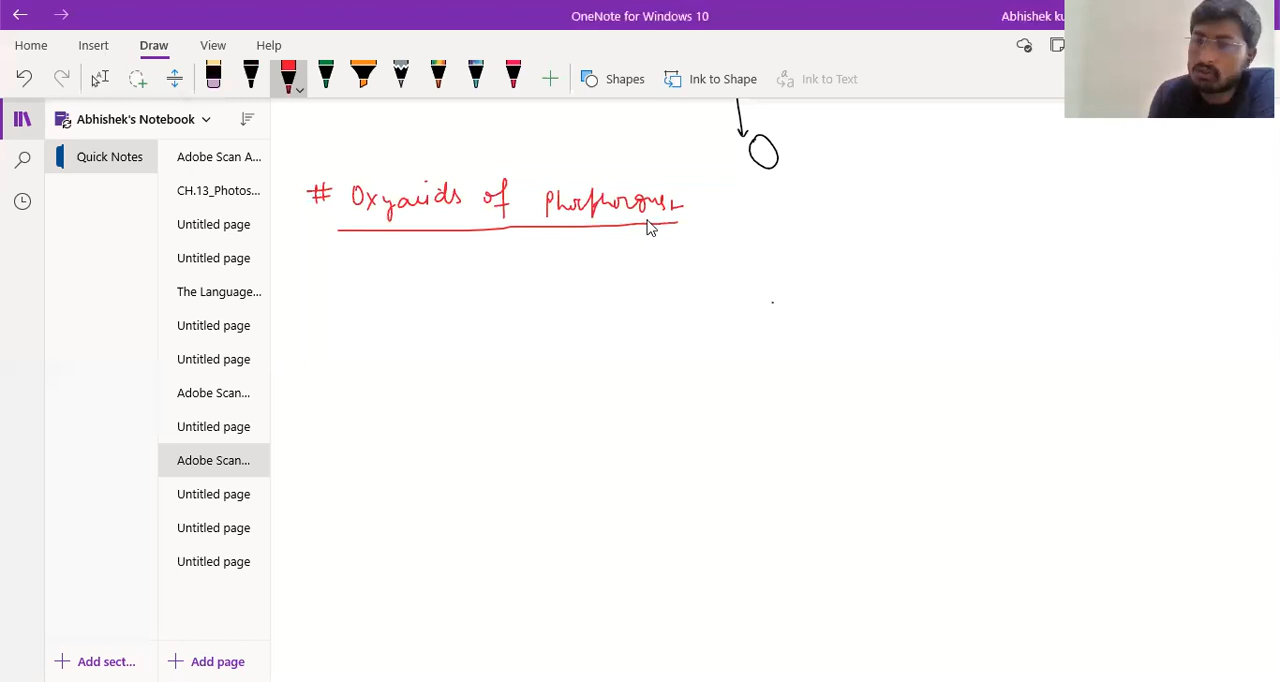 OneNote for Windows 10
Abhishek ku
Home Insert Draw View Help
Shapes Ink to Shape Ink to Text
Abhishek's Notebook
Quick Notes
Adobe Scan A...
CH.13_Photos...
Untitled page
Untitled page
The Language...
Untitled page
Untitled page
Adobe Scan...
Untitled page
Adobe Scan...
Untitled page
Untitled page
Untitled page
Add sect...
Add page
O
# Oxyacids of